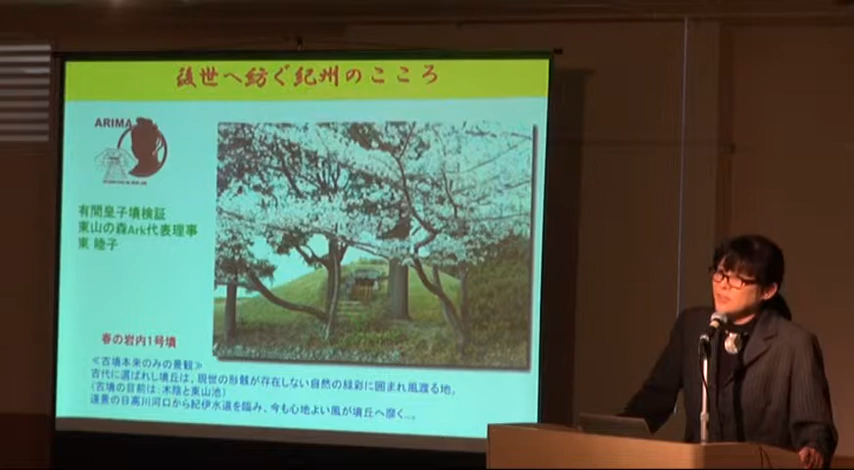 後世へ紡ぐ紀州のこころ
ARIMA
有間皇子墳検証
東山の森Ark代表理事
東 睦子
春の岩内1号墳
≪古墳本来のみの景観≫
古代に選ばれし墳丘は、現世の形骸が存在しない自然の緑彩に囲まれ風渡る地。
（古墳の目前は：木陰と東山池）
遠景の日高川河口から紀伊水道を臨み、今も心地よい風が墳丘へ靡く…。